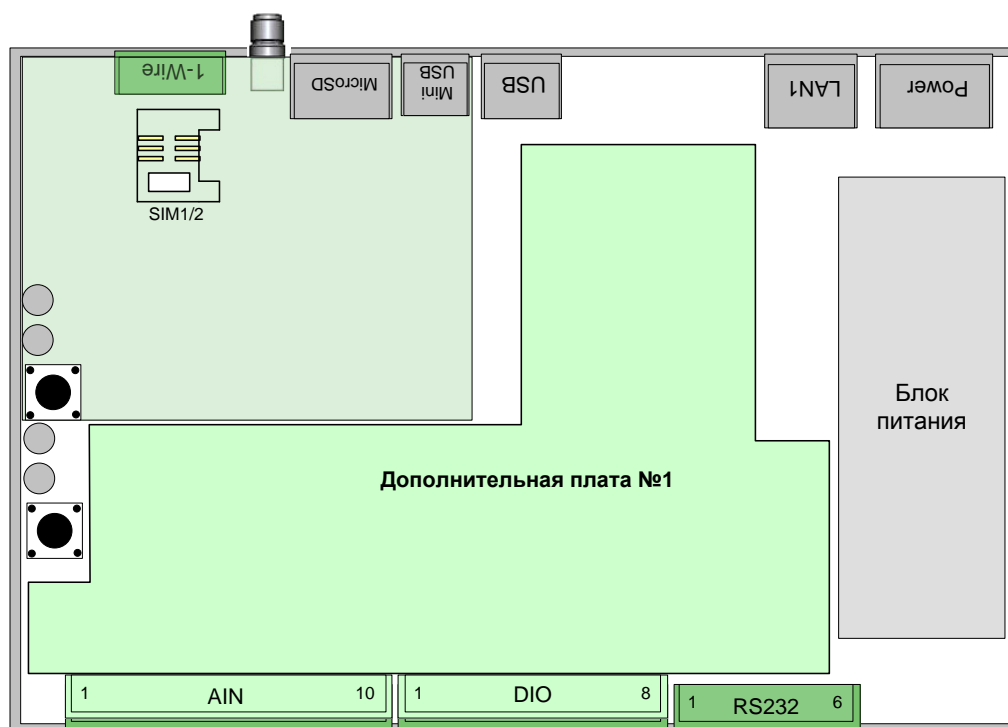 1-Wire
MicroSD
Mini
USB
USB
LAN1
Power
SIM1/2
Блок
питания
Дополнительная плата №1
1 AIN 10
1 DIO 8
1 RS232 6